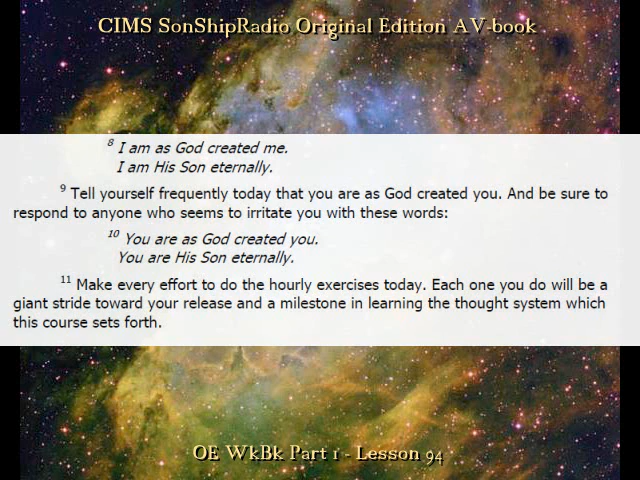 CIMS SonShipRadio Original Edition AV-book
8 I am as God created me.
I am His Son eternally.
9 Tell yourself frequently today that you are as God created you. And be sure to
respond to anyone who seems to irritate you with these words:
10 You are as God created you.
You are His Son eternally.
11 Make every effort to do the hourly exercises today. Each one you do will be a
giant stride toward your release and a milestone in learning the thought system which
this course sets forth.
OE WkBk Part 1 - Lesson 94